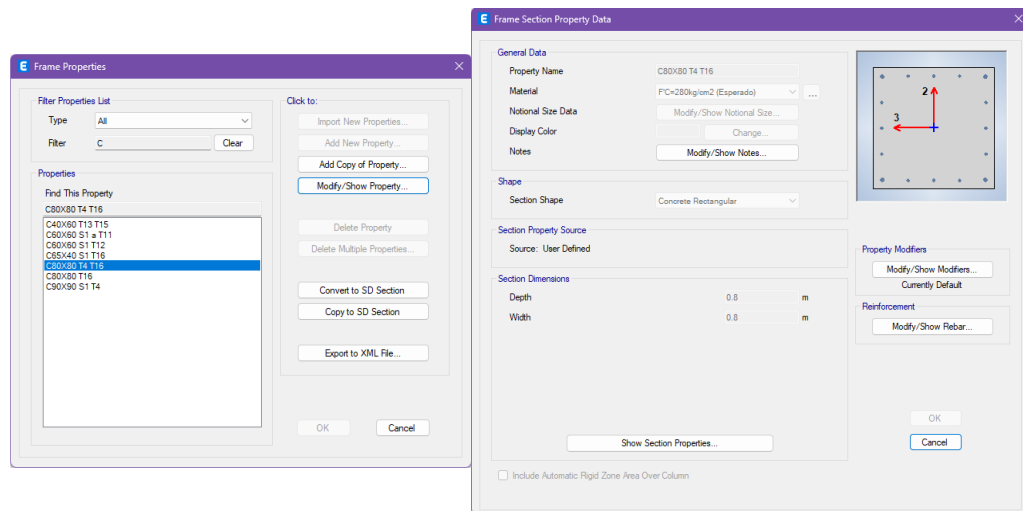 Frame Properties
Filter Properties List
Type
All
Filter
C
Clear
Properties
Find This Property
C80X80 T4 T16
C40X60 T13 T15
C60X60 S1 a T11
C60X60 S1 T12
C65X40 S1 T16
C80X80 T4 T16
C80X80 T16
C90X90 S1 T4
Click to:
Import New Properties...
Add New Property...
Add Copy of Property...
Modify/Show Property...
Delete Property
Delete Multiple Properties...
Convert to SD Section
Copy to SD Section
Export to XML File...
OK
Cancel
Frame Section Property Data
General Data
Property Name
C80X80 T4 T16
Material
F'C=280kg/cm2 (Esperado)
...
Notional Size Data
Modify/Show Notional Size...
Display Color
Change...
Notes
Modify/Show Notes...
Shape
Section Shape
Concrete Rectangular
Section Property Source
Source: User Defined
Section Dimensions
Depth
0.8
m
Width
0.8
m
Show Section Properties...
Include Automatic Rigid Zone Area Over Column
2
3
Property Modifiers
Modify/Show Modifiers...
Currently Default
Reinforcement
Modify/Show Rebar...
OK
Cancel